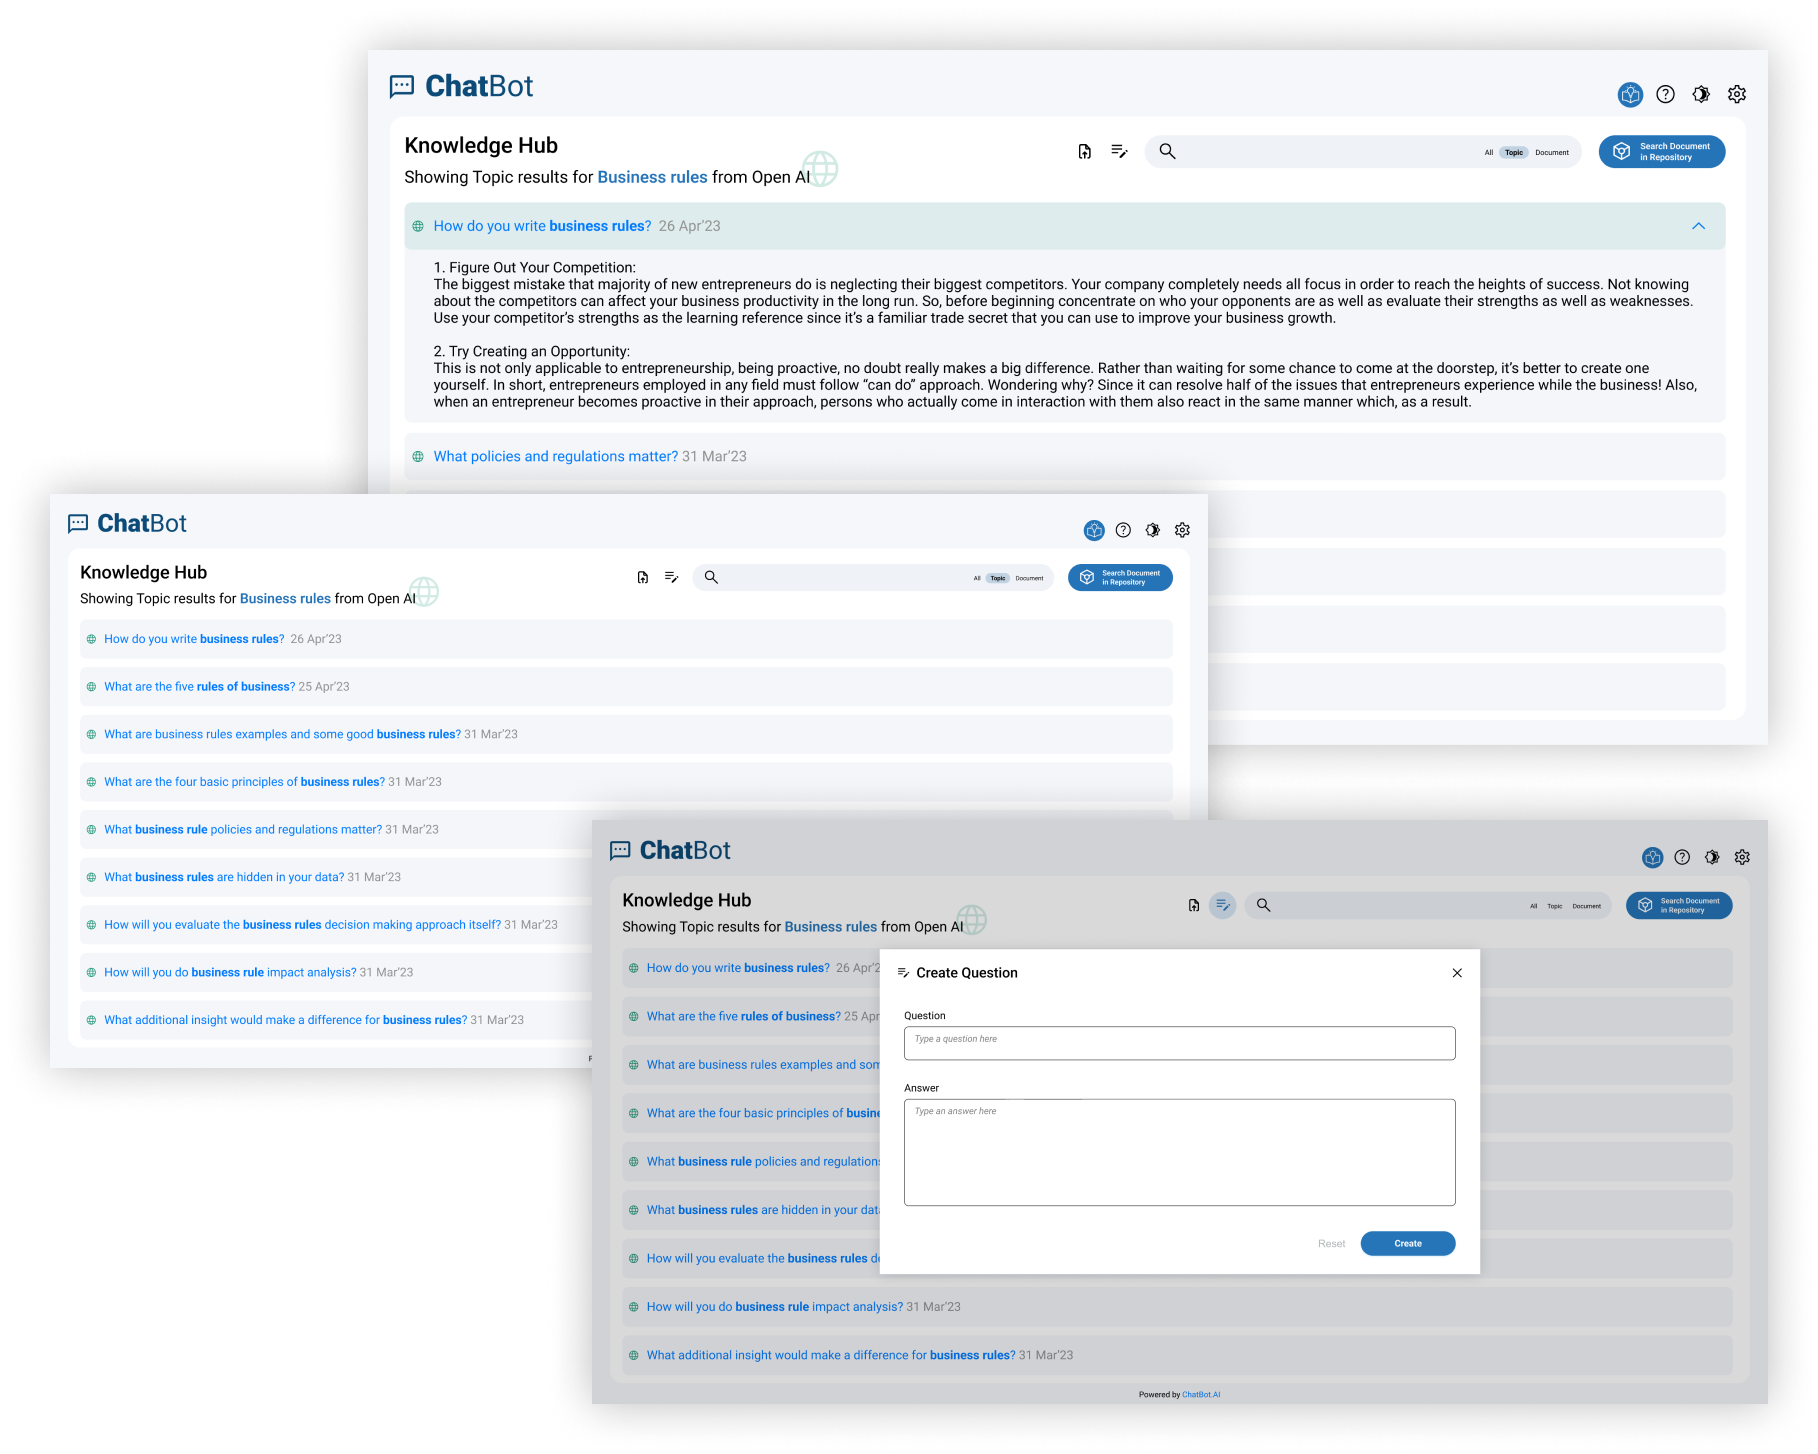 ChatBot
Knowledge Hub
All Topic Document
Search Document
in Repository
Showing Topic results for Business rules from Open AI
How do you write business rules? 26 Apr'23
1. Figure Out Your Competition:
The biggest mistake that majority of new entrepreneurs do is neglecting their biggest competitors. Your company completely needs all focus in order to reach the heights of success. Not knowing
about the competitors can affect your business productivity in the long run. So, before beginning concentrate on who your opponents are as well as evaluate their strengths as well as weaknesses.
Use your competitor's strengths as the learning reference since it's a familiar trade secret that you can use to improve your business growth.
2. Try Creating an Opportunity:
This is not only applicable to entrepreneurship, being proactive, no doubt really makes a big difference. Rather than waiting for some chance to come at the doorstep, it's better to create one
yourself. In short, entrepreneurs employed in any field must follow “can do” approach. Wondering why? Since it can resolve half of the issues that entrepreneurs experience while the business! Also,
when an entrepreneur becomes proactive in their approach, persons who actually come in interaction with them also react in the same manner which, as a result.
What policies and regulations matter? 31 Mar'23
ChatBot
Knowledge Hub
All Topic Document
Search Document
in Repository
Showing Topic results for Business rules from Open AI
How do you write business rules? 26 Apr'23
What are the five rules of business? 25 Apr'23
What are business rules examples and some good business rules? 31 Mar'23
What are the four basic principles of business rules? 31 Mar'23
What business rule policies and regulations matter? 31 Mar'23
What business rules are hidden in your data? 31 Mar'23
How will you evaluate the business rules decision making approach itself? 31 Mar'23
How will you do business rule impact analysis? 31 Mar'23
What additional insight would make a difference for business rules? 31 Mar'23
ChatBot
Knowledge Hub
All Topic Document
Search Document
in Repository
Showing Topic results for Business rules from Open AI
How do you write business rules? 26 Apr'2
What are the five rules of business? 25 Apr
What are business rules examples and som
What are the four basic principles of busine
What business rule policies and regulations
What business rules are hidden in your data
How will you evaluate the business rules de
How will you do business rule impact analysis? 31 Mar'23
What additional insight would make a difference for business rules? 31 Mar'23
Create Question
Question
Type a question here
Answer
Type an answer here
Reset Create
Powered by ChatBot.AI